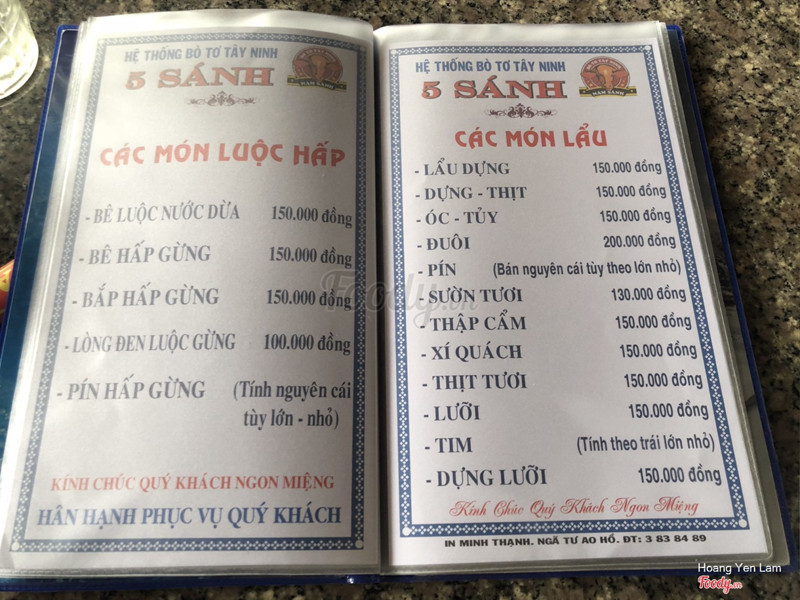 HỆ THỐNG BÒ TƠ TÂY NINH
5 SÁNH
NĂM SÁNH
CÁC MÓN LUỘC HẤP
- BÊ LUỘC NƯỚC DỪA 150.000 đồng
- BÊ HẤP GỪNG 150.000 đồng
- BẮP HẤP GỪNG 150.000 đồng
- LÒNG ĐEN LUỘC GỪNG 100.000 đồng
- PÍN HẤP GỪNG (Tính nguyên cái
tùy lớn - nhỏ)
KÍNH CHÚC QUÝ KHÁCH NGON MIỆNG
HÂN HẠNH PHỤC VỤ QUÝ KHÁCH
HỆ THỐNG BÒ TƠ TÂY NINH
5 SÁNH
NĂM SÁNH
CÁC MÓN LẨU
- LẨU DỰNG 150.000 đồng
- DỰNG - THỊT 150.000 đồng
- ÓC - TỦY 150.000 đồng
- ĐUÔI 200.000 đồng
- PÍN (Bán nguyên cái tùy theo lớn nhỏ)
- SƯỜN TƯƠI 130.000 đồng
- THẬP CẨM 150.000 đồng
- XÍ QUÁCH 150.000 đồng
- THỊT TƯƠI 150.000 đồng
- LƯỠI 150.000 đồng
- TIM (Tính theo trái lớn nhỏ)
- DỰNG LƯỠI 150.000 đồng
Kính Chúc Quý Khách Ngon Miệng
IN MINH THẠNH. NGÃ TƯ AO HỒ. ĐT: 3 83 84 89
Foody.vn
Hoang Yen Lam
Foody.vn